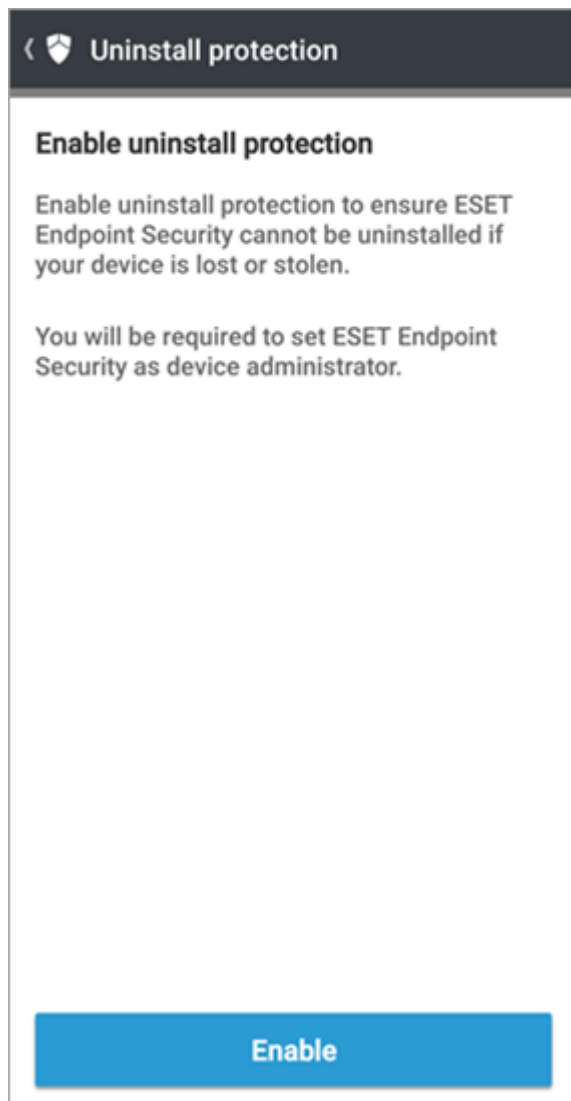 Uninstall protection
Enable uninstall protection
Enable uninstall protection to ensure ESET
Endpoint Security cannot be uninstalled if
your device is lost or stolen.
You will be required to set ESET Endpoint
Security as device administrator.
Enable